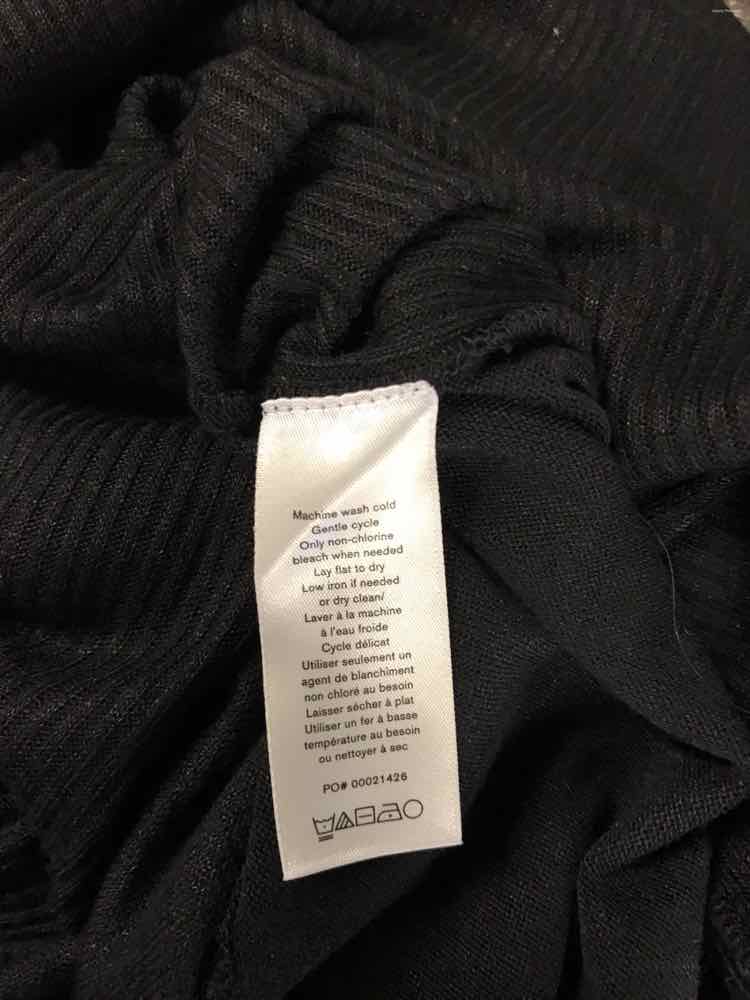 Machine wash cold
Gentle cycle
Only non-chlorine
bleach when needed
Lay flat to dry
Low iron if needed
or dry clean/
Laver à la machine
à l'eau froide
Cycle délicat
Utiliser seulement un
agent de blanchiment
non chloré au besoin
Laisser sécher à plat
Utiliser un fer à basse
température au besoin
ou nettoyer à sec
PO# 00021426